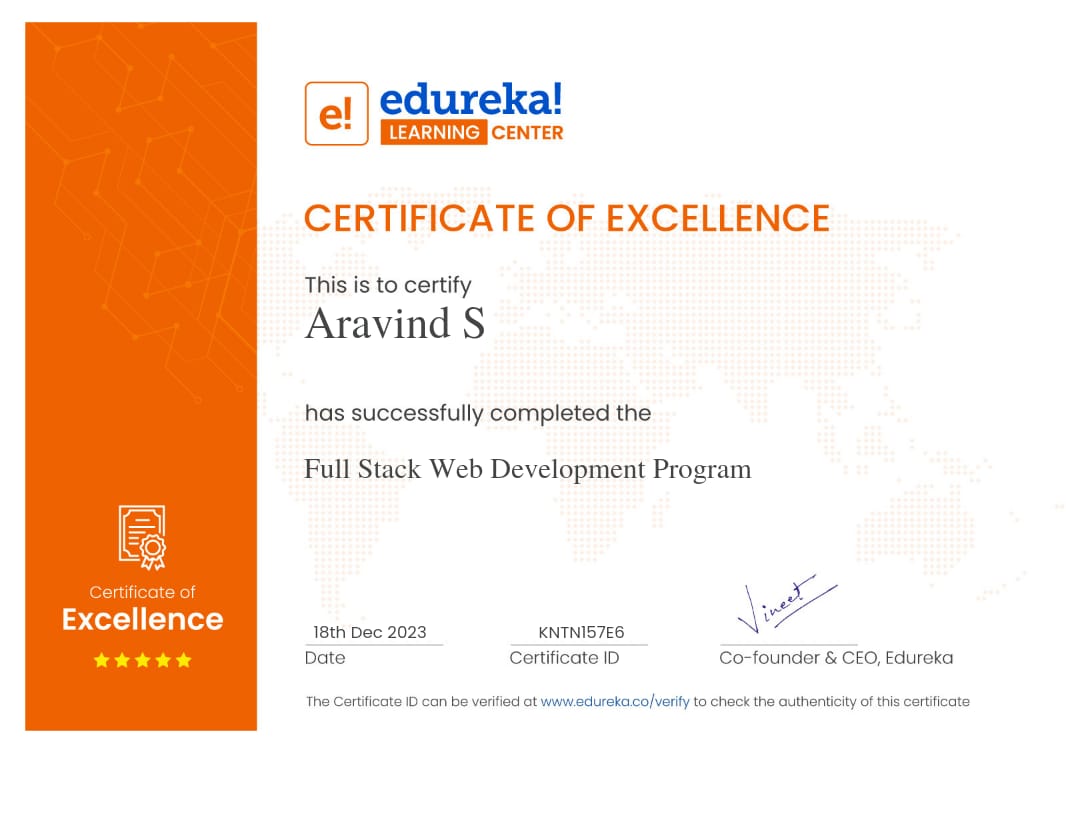 e! edureka!
LEARNING CENTER
CERTIFICATE OF EXCELLENCE
This is to certify
Aravind S
has successfully completed the
Full Stack Web Development Program
Certificate of
Excellence
Vineet
18th Dec 2023 KNTN157E6
Date Certificate ID Co-founder & CEO, Edureka
The Certificate ID can be verified at www.edureka.co/verify to check the authenticity of this certificate